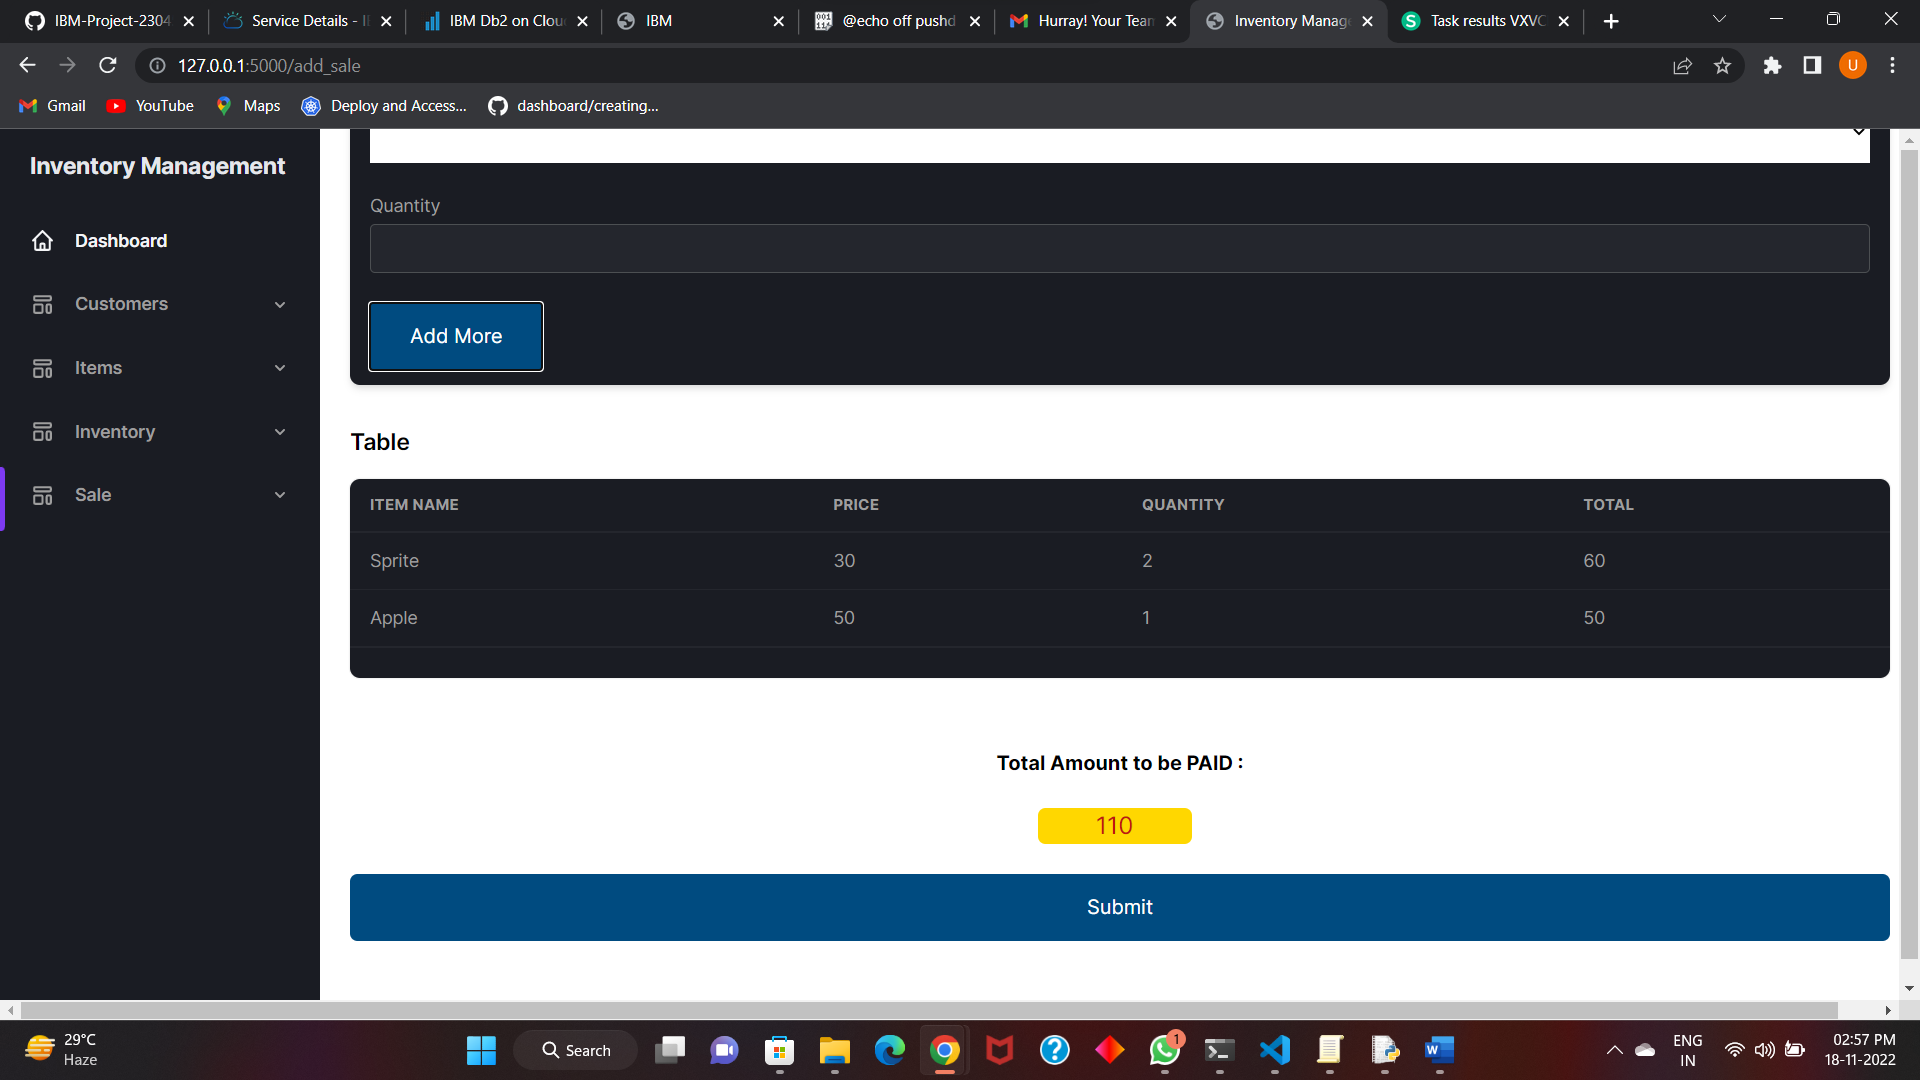 IBM-Project-2304
Service Details - I
IBM Db2 on Clou
IBM
@echo off pushd
Hurray! Your Tean
Inventory Manage
Task results VXVC
127.0.0.1:5000/add_sale
U
Gmail
YouTube
Maps
Deploy and Access...
dashboard/creating...
Inventory Management
Dashboard
Customers
Items
Inventory
Sale
Quantity
Add More
Table
ITEM NAME PRICE QUANTITY TOTAL
Sprite 30 2 60
Apple 50 1 50
Total Amount to be PAID :
110
Submit
29°C
Haze
Search
1
ENG
IN
02:57 PM
18-11-2022